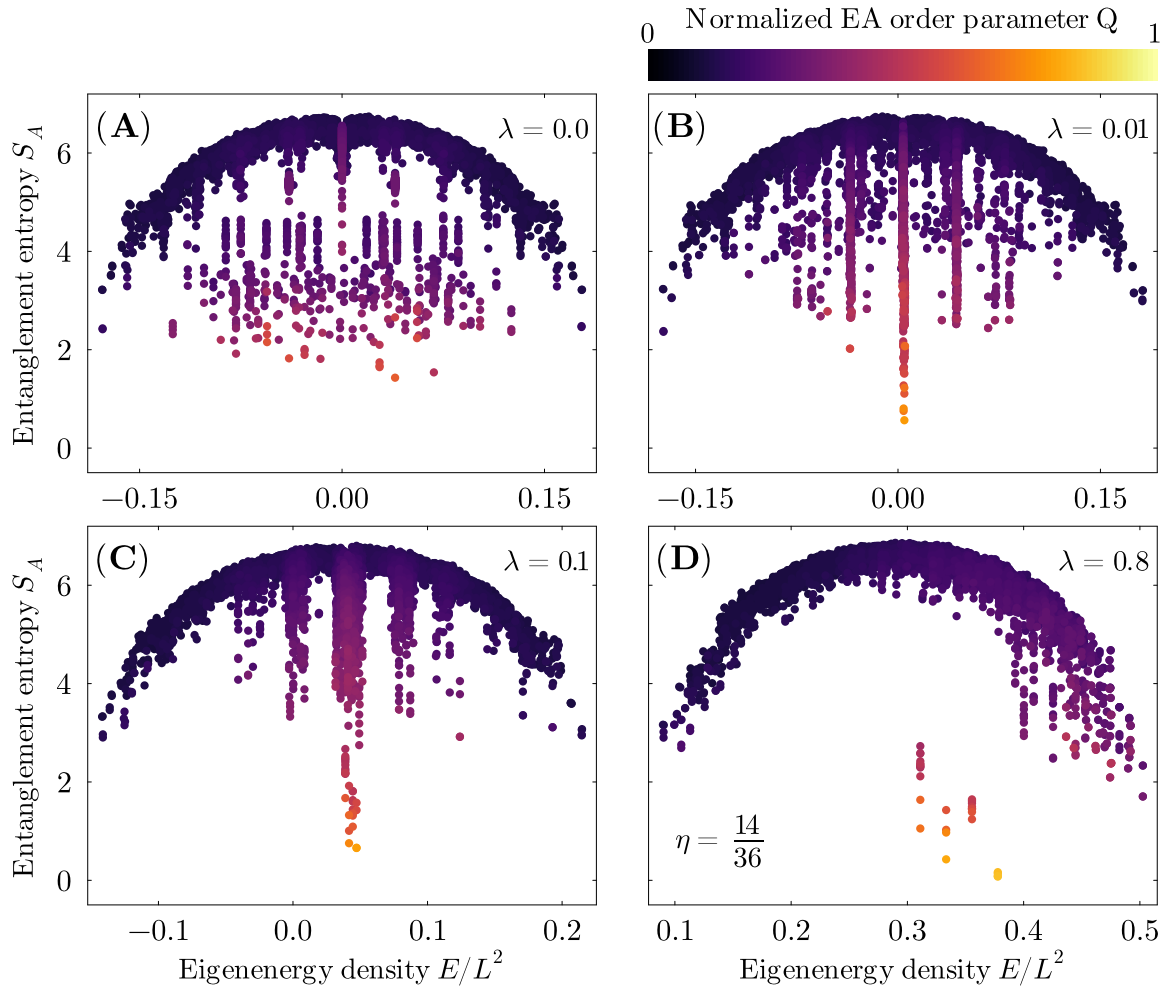 Normalized EA order parameter Q
0 1
(A) λ = 0.0
(B) λ = 0.01
Entanglement entropy S_A
6
4
2
0
−0.15 0.00 0.15
−0.15 0.00 0.15
(C) λ = 0.1
(D) λ = 0.8
η = 14/36
Entanglement entropy S_A
6
4
2
0
−0.1 0.0 0.1 0.2
0.1 0.2 0.3 0.4 0.5
Eigenenergy density E/L²
Eigenenergy density E/L²